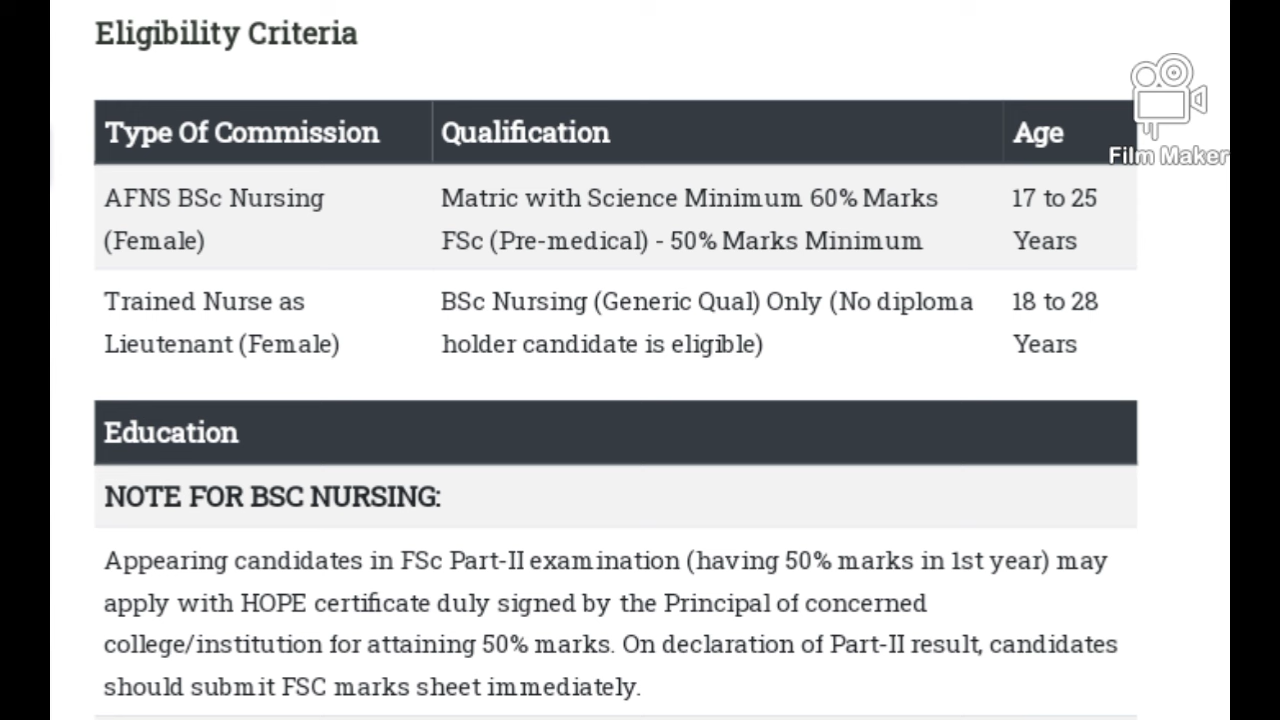 Eligibility Criteria
Type Of Commission Qualification Age
Film Maker
AFNS BSc Nursing Matric with Science Minimum 60% Marks 17 to 25
(Female) FSc (Pre-medical) - 50% Marks Minimum Years
Trained Nurse as BSc Nursing (Generic Qual) Only (No diploma 18 to 28
Lieutenant (Female) holder candidate is eligible) Years
Education
NOTE FOR BSC NURSING:
Appearing candidates in FSc Part-II examination (having 50% marks in 1st year) may
apply with HOPE certificate duly signed by the Principal of concerned
college/institution for attaining 50% marks. On declaration of Part-II result, candidates
should submit FSC marks sheet immediately.